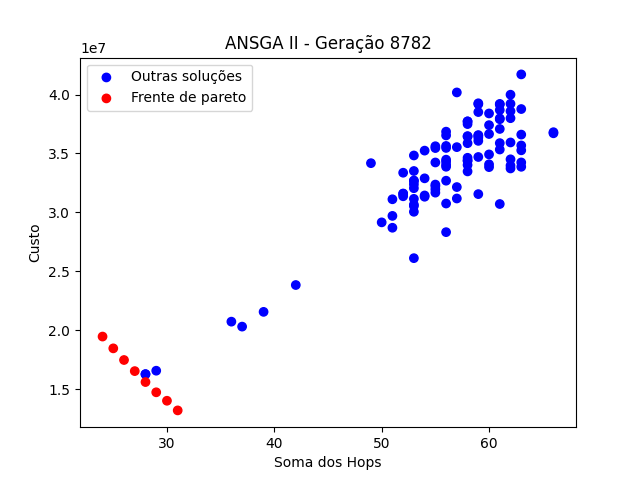 ANSGA II - Geração 8782
1e7
Outras soluções
Frente de pareto
4.0
3.5
3.0
2.5
2.0
1.5
Custo
30
40
50
60
Soma dos Hops